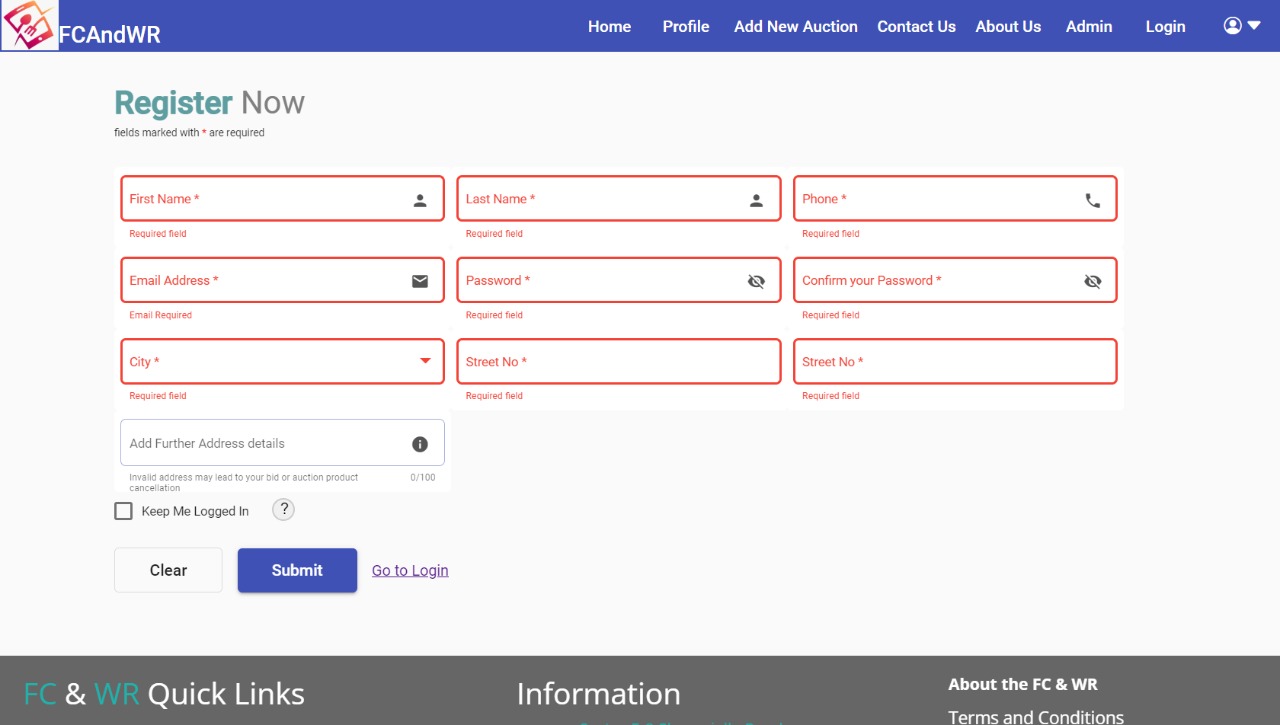 FCAndWR
Home Profile Add New Auction Contact Us About Us Admin Login
Register Now
fields marked with * are required
First Name * Last Name * Phone *
Required field Required field Required field
Email Address * Password * Confirm your Password *
Email Required Required field Required field
City * Street No * Street No *
Required field Required field Required field
Add Further Address details
Invalid address may lead to your bid or auction product 0/100
cancellation
Keep Me Logged In ?
Clear Submit Go to Login
FC & WR Quick Links Information About the FC & WR
Terms and Conditions